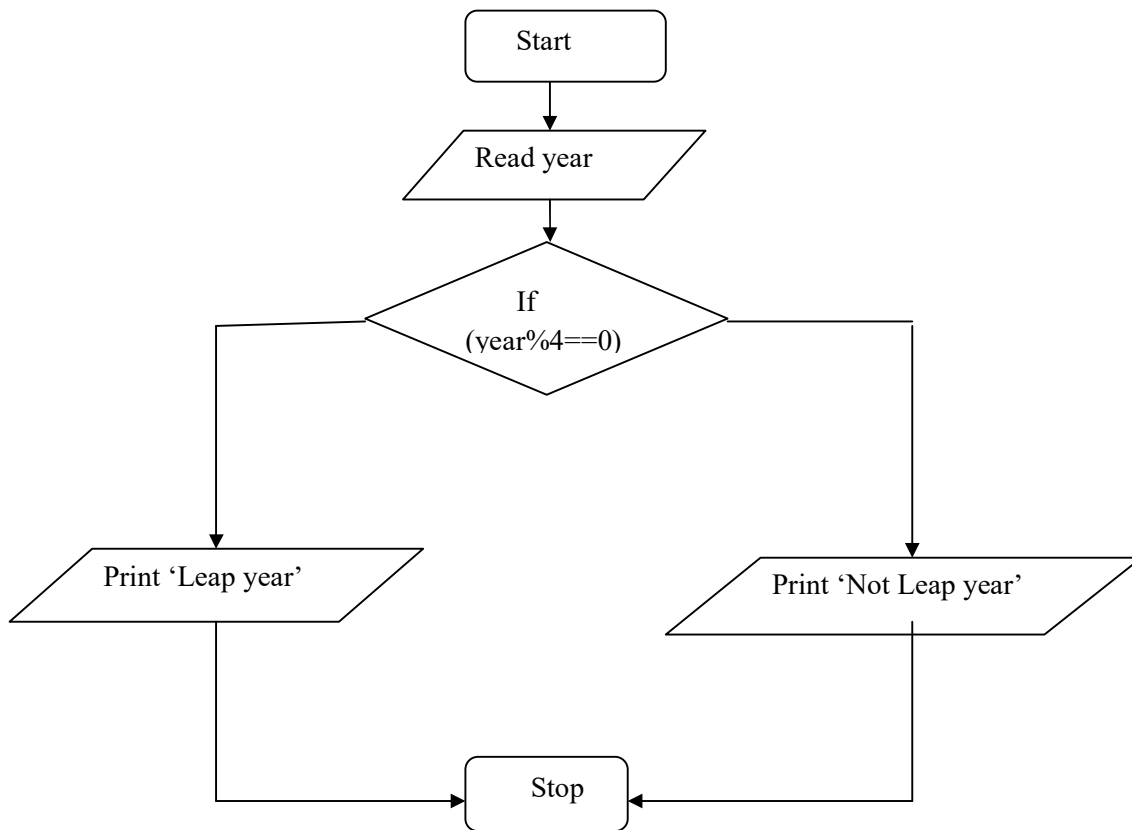 Start
Read year
If
(year%4==0)
Print ‘Leap year’
Print ‘Not Leap year’
Stop